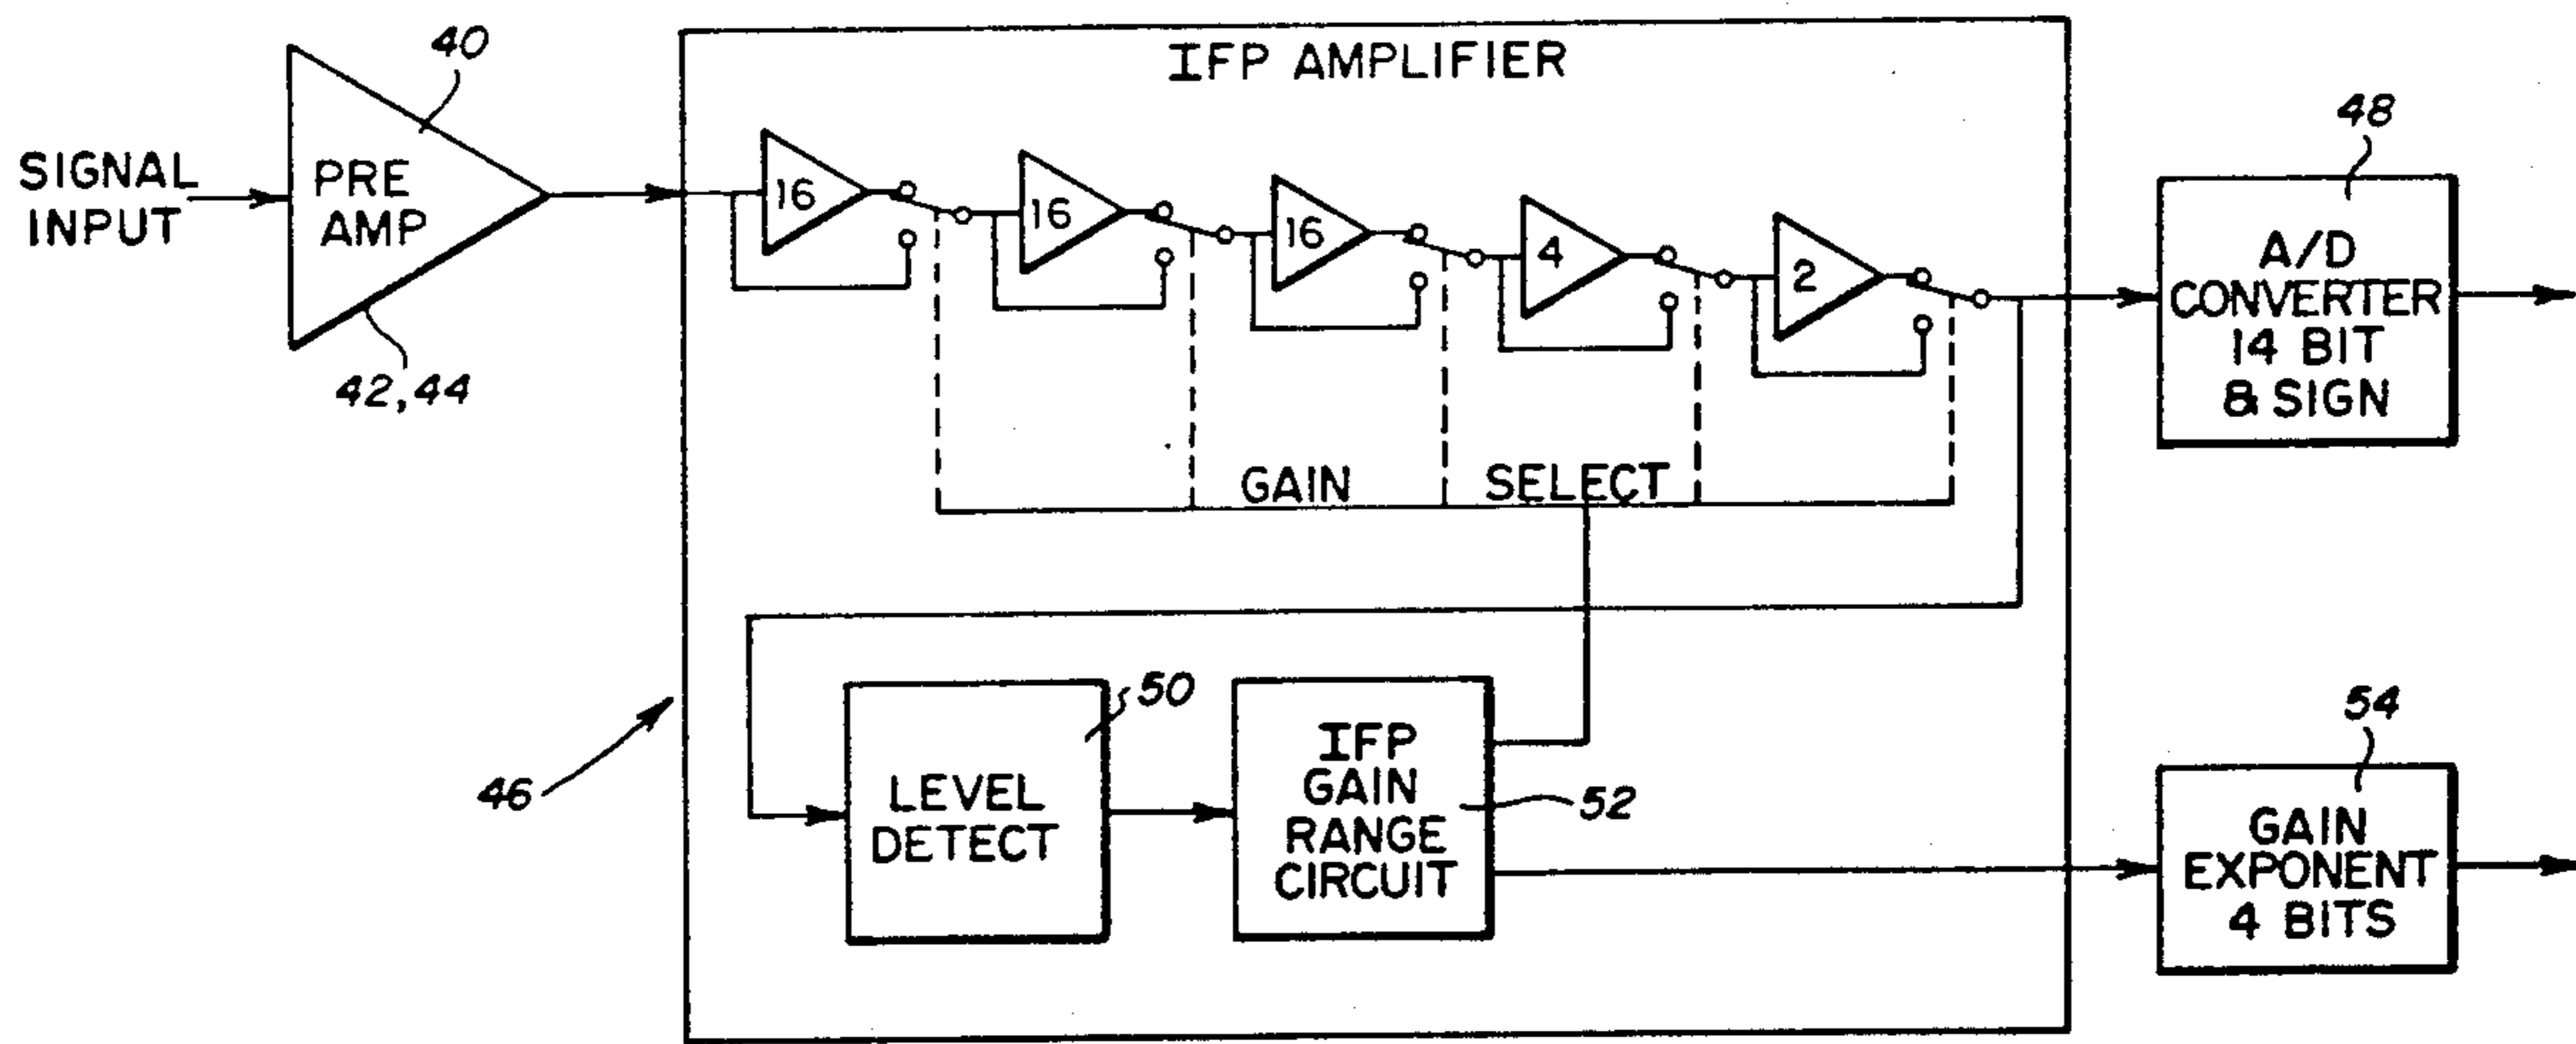 IFP AMPLIFIER
40
SIGNAL
INPUT
PRE
AMP
42,44
16
16
16
4
2
48
A/D
CONVERTER
14 BIT
& SIGN
GAIN SELECT
46
50
LEVEL
DETECT
IFP
GAIN
RANGE
CIRCUIT
52
54
GAIN
EXPONENT
4 BITS